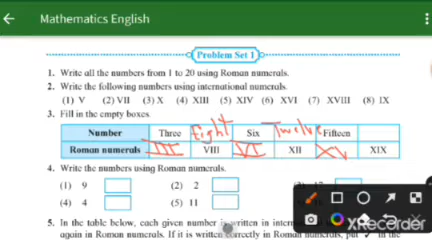 Mathematics English
Problem Set 1
1. Write all the numbers from 1 to 20 using Roman numerals.
2. Write the following numbers using international numerals.
(1) V (2) VII (3) X (4) XIII (5) XIV (6) XVI (7) XVIII (8) IX
3. Fill in the empty boxes.
Number Three Eight Six Twelve Fifteen
Roman numerals III VIII VI XII XV XIX
4. Write the numbers using Roman numerals.
(1) 9 (2) 2
(4) 4 (5) 11
XRecorder
5. In the table below, each given number is written in
again in Roman numerals. If it is written correctly in Roman numerals, put ✓ in the